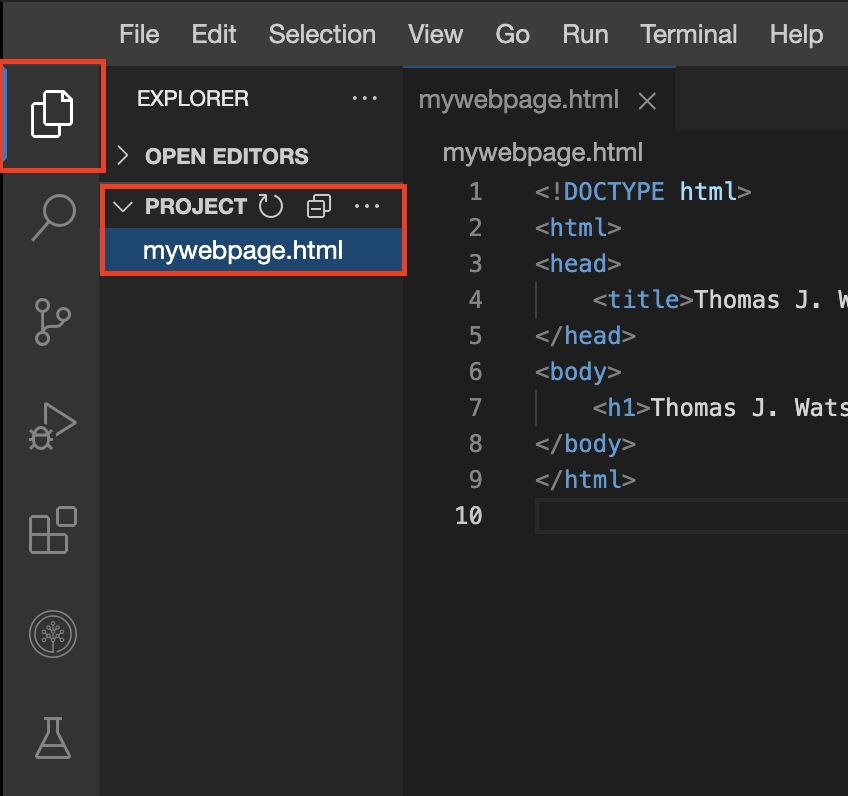 File Edit Selection View Go Run Terminal Help
EXPLORER ···
OPEN EDITORS
PROJECT ···
mywebpage.html
mywebpage.html
mywebpage.html
1 <!DOCTYPE html>
2 <html>
3 <head>
4 <title>Thomas J. W
5 </head>
6 <body>
7 <h1>Thomas J. Wats
8 </body>
9 </html>
10